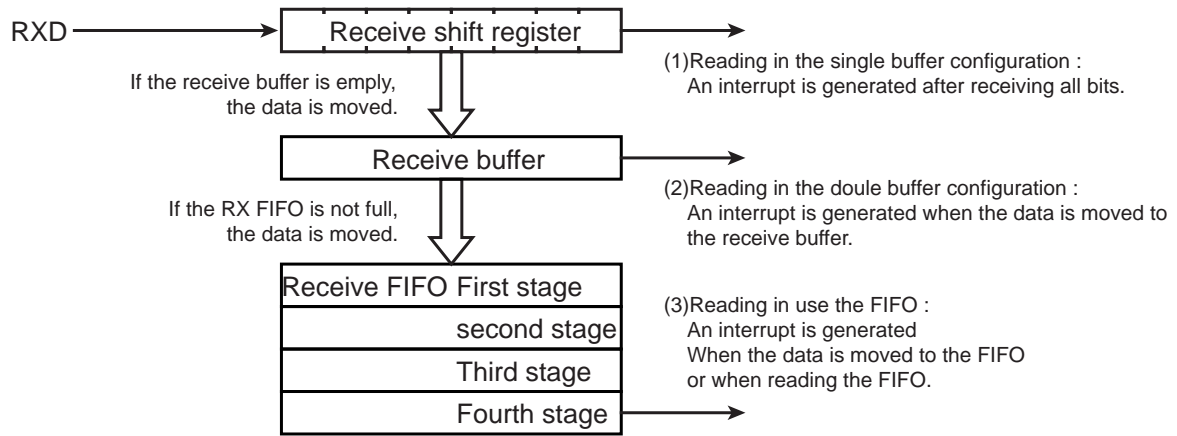 RXD
Receive shift register
(1)Reading in the single buffer configuration :
An interrupt is generated after receiving all bits.
If the receive buffer is emply,
the data is moved.
Receive buffer
(2)Reading in the doule buffer configuration :
An interrupt is generated when the data is moved to
the receive buffer.
If the RX FIFO is not full,
the data is moved.
Receive FIFO First stage
second stage
Third stage
Fourth stage
(3)Reading in use the FIFO :
An interrupt is generated
When the data is moved to the FIFO
or when reading the FIFO.